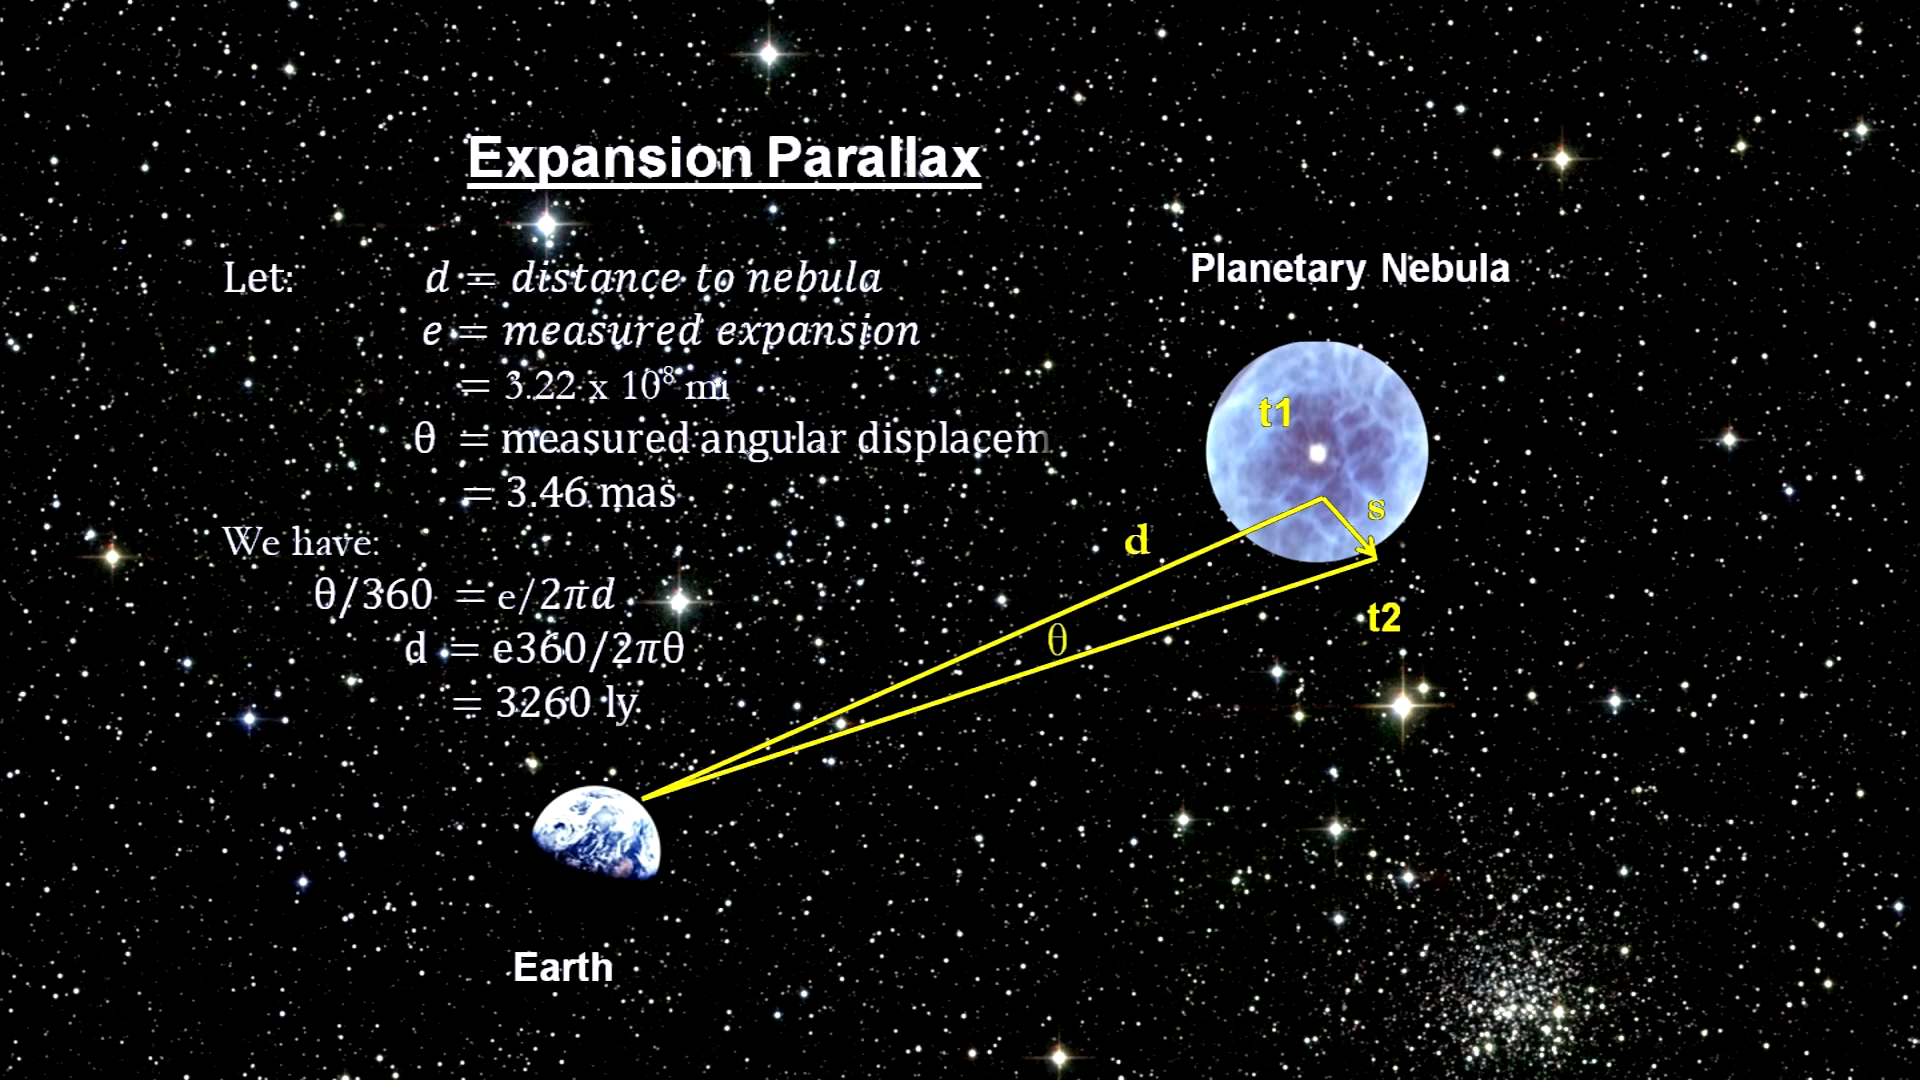 Expansion Parallax
Let: d = distance to nebula
e = measured expansion
= 3.22 x 10⁸ mi
θ = measured angular displacem
= 3.46 mas
We have:
θ/360 = e/2πd
d = e360/2πθ
= 3260 ly
Planetary Nebula
t1
s
d
t2
θ
Earth